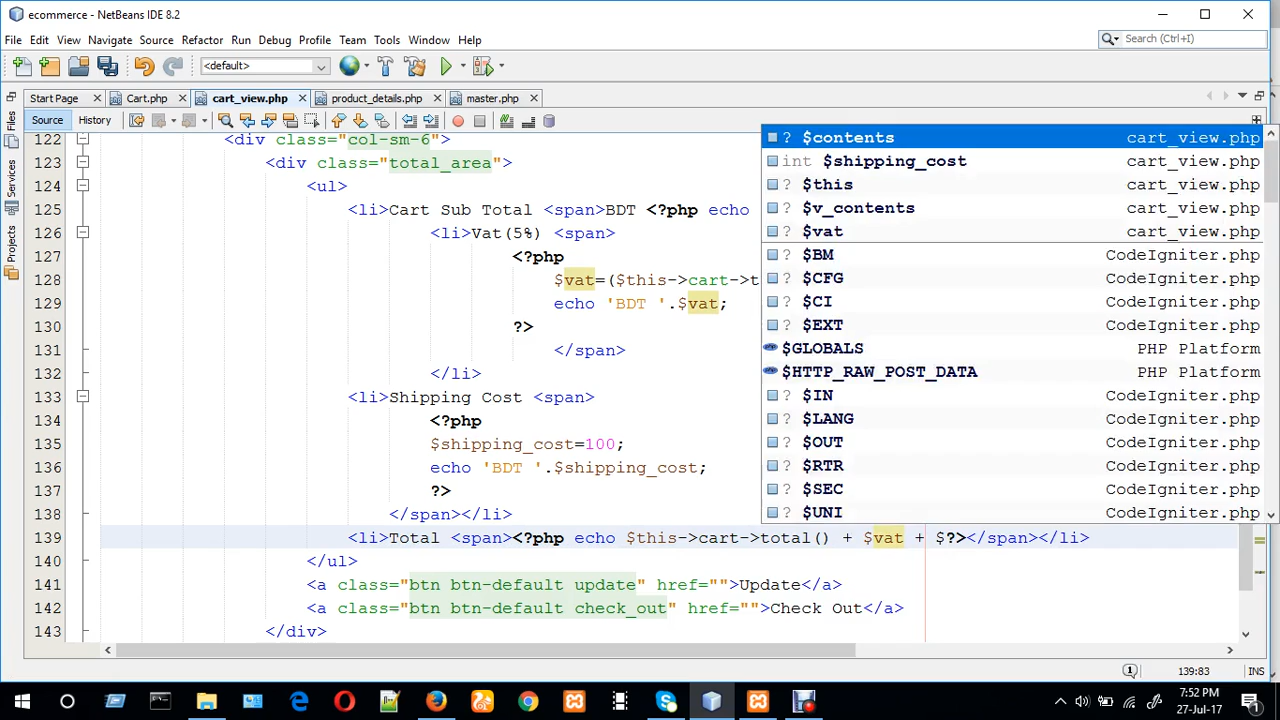 ecommerce - NetBeans IDE 8.2
File Edit View Navigate Source Refactor Run Debug Profile Team Tools Window Help
Search (Ctrl+I)
<default>
Start Page
Cart.php
cart_view.php
product_details.php
master.php
Source History
Files
Services
Projects
122 <div class="col-sm-6">
123 <div class="total_area">
124 <ul>
125 <li>Cart Sub Total <span>BDT <?php echo
126 <li>Vat(5%) <span>
127 <?php
128 $vat=($this->cart->t
129 echo 'BDT '.$vat;
130 ?>
131 </span>
132 </li>
133 <li>Shipping Cost <span>
134 <?php
135 $shipping_cost=100;
136 echo 'BDT '.$shipping_cost;
137 ?>
138 </span></li>
139 <li>Total <span><?php echo $this->cart->total() + $vat + $?></span></li>
140 </ul>
141 <a class="btn btn-default update" href="">Update</a>
142 <a class="btn btn-default check_out" href="">Check Out</a>
143 </div>
? $contents cart_view.php
int $shipping_cost cart_view.php
? $this cart_view.php
? $v_contents cart_view.php
? $vat cart_view.php
? $BM CodeIgniter.php
? $CFG CodeIgniter.php
? $CI CodeIgniter.php
? $EXT CodeIgniter.php
$GLOBALS PHP Platform
$HTTP_RAW_POST_DATA PHP Platform
? $IN CodeIgniter.php
? $LANG CodeIgniter.php
? $OUT CodeIgniter.php
? $RTR CodeIgniter.php
? $SEC CodeIgniter.php
? $UNI CodeIgniter.php
139:83 INS
7:52 PM
27-Jul-17